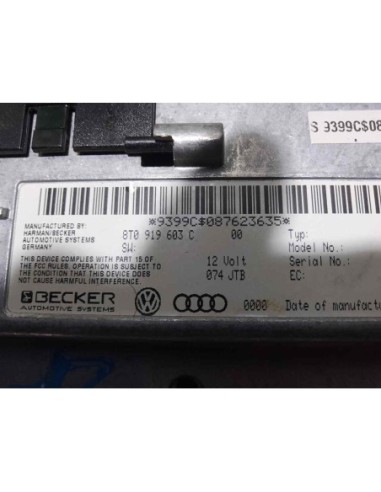 S 9399C$08
*9399C$087623635*
MANUFACTURED BY:
HARMAN/BECKER
AUTOMOTIVE SYSTEMS
GERMANY
8T0 919 603 C 00 Typ:
SW: Model No.:
THIS DEVICE COMPLIES WITH PART 15 OF
THE FCC RULES. OPERATION IS SUBJECT TO
THE CONDITION THAT THIS DEVICE DOES
NOT CAUSE HARMFUL INTERFERENCE
12 Volt Serial No.:
074 JTB EC:
BECKER
AUTOMOTIVE SYSTEMS
0000 Date of manufac